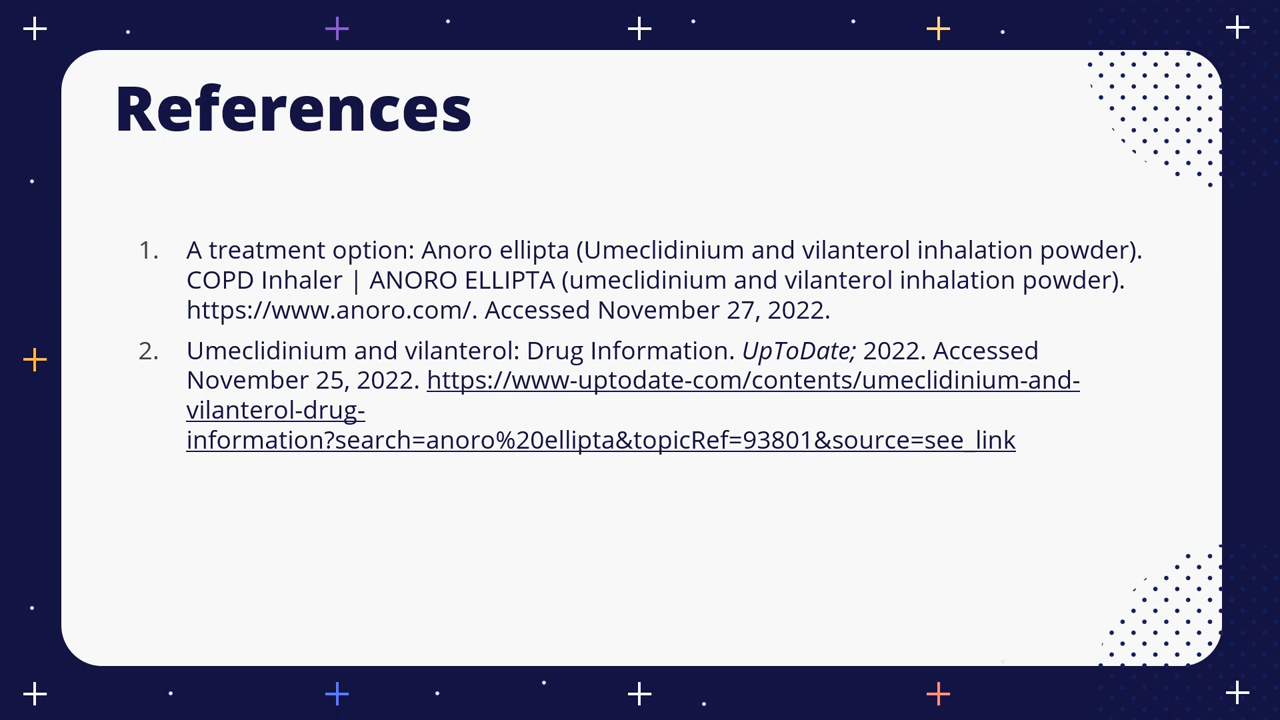 References
1. A treatment option: Anoro ellipta (Umeclidinium and vilanterol inhalation powder).
COPD Inhaler | ANORO ELLIPTA (umeclidinium and vilanterol inhalation powder).
https://www.anoro.com/. Accessed November 27, 2022.
2. Umeclidinium and vilanterol: Drug Information. UpToDate; 2022. Accessed
November 25, 2022. https://www-uptodate-com/contents/umeclidinium-and-
vilanterol-drug-
information?search=anoro%20ellipta&topicRef=93801&source=see_link